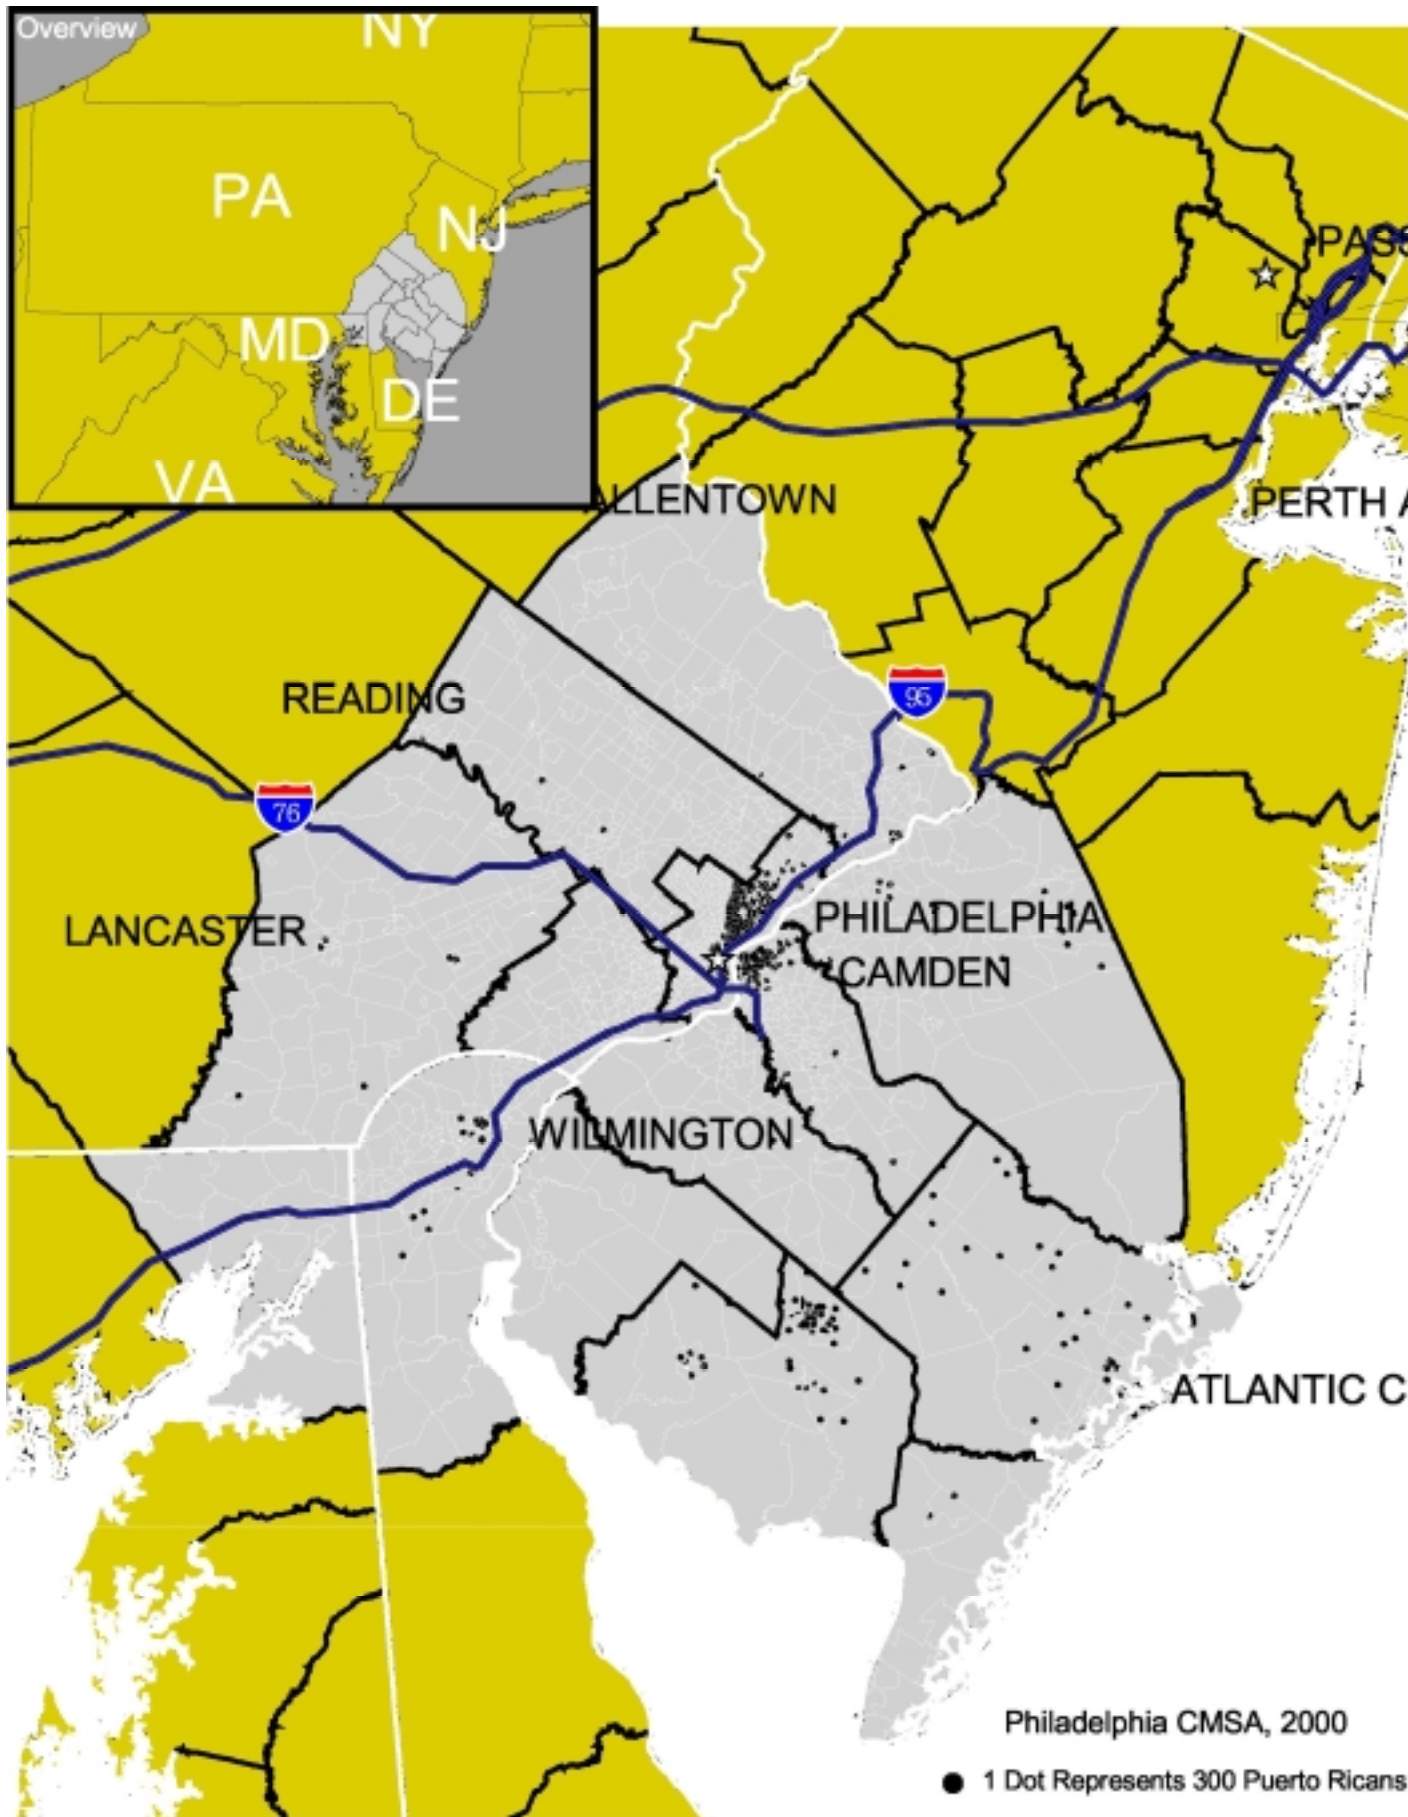 Overview
NY
PA
NJ
MD
DE
VA
PASS
ALLENTOWN
PERTH A
READING
95
76
LANCASTER
PHILADELPHIA
CAMDEN
WILMINGTON
ATLANTIC C
Philadelphia CMSA, 2000
1 Dot Represents 300 Puerto Ricans